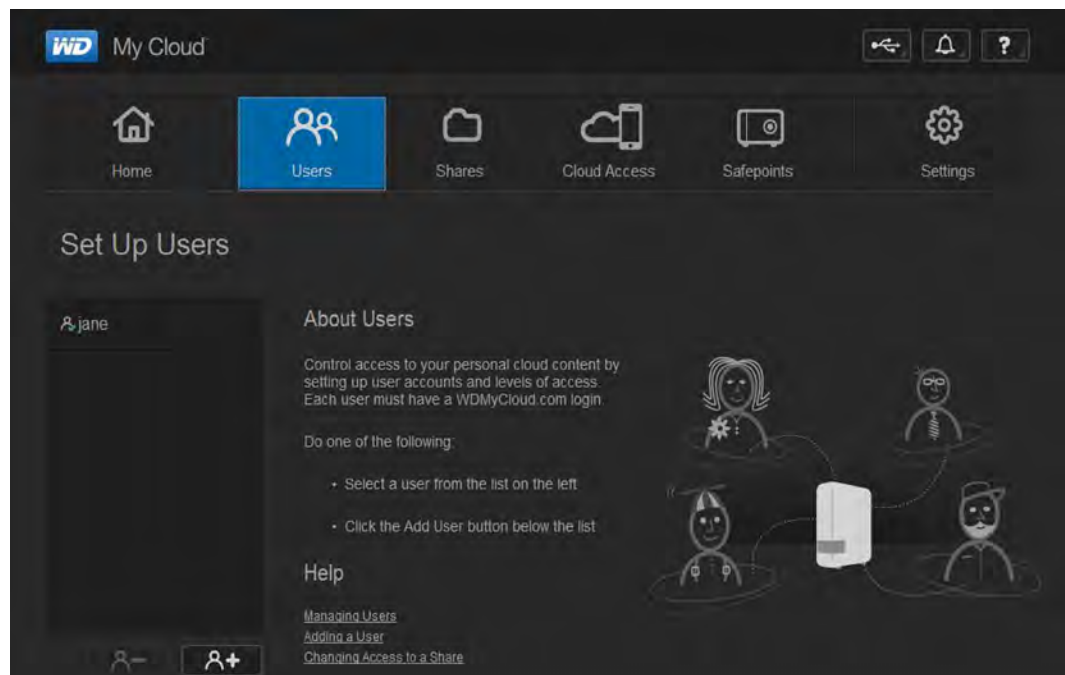 WD My Cloud
?
Home
Users
Shares
Cloud Access
Safepoints
Settings
Set Up Users
jane
About Users
Control access to your personal cloud content by
setting up user accounts and levels of access.
Each user must have a WDMyCloud.com login
Do one of the following:
• Select a user from the list on the left
• Click the Add User button below the list
Help
Managing Users
Adding a User
Changing Access to a Share